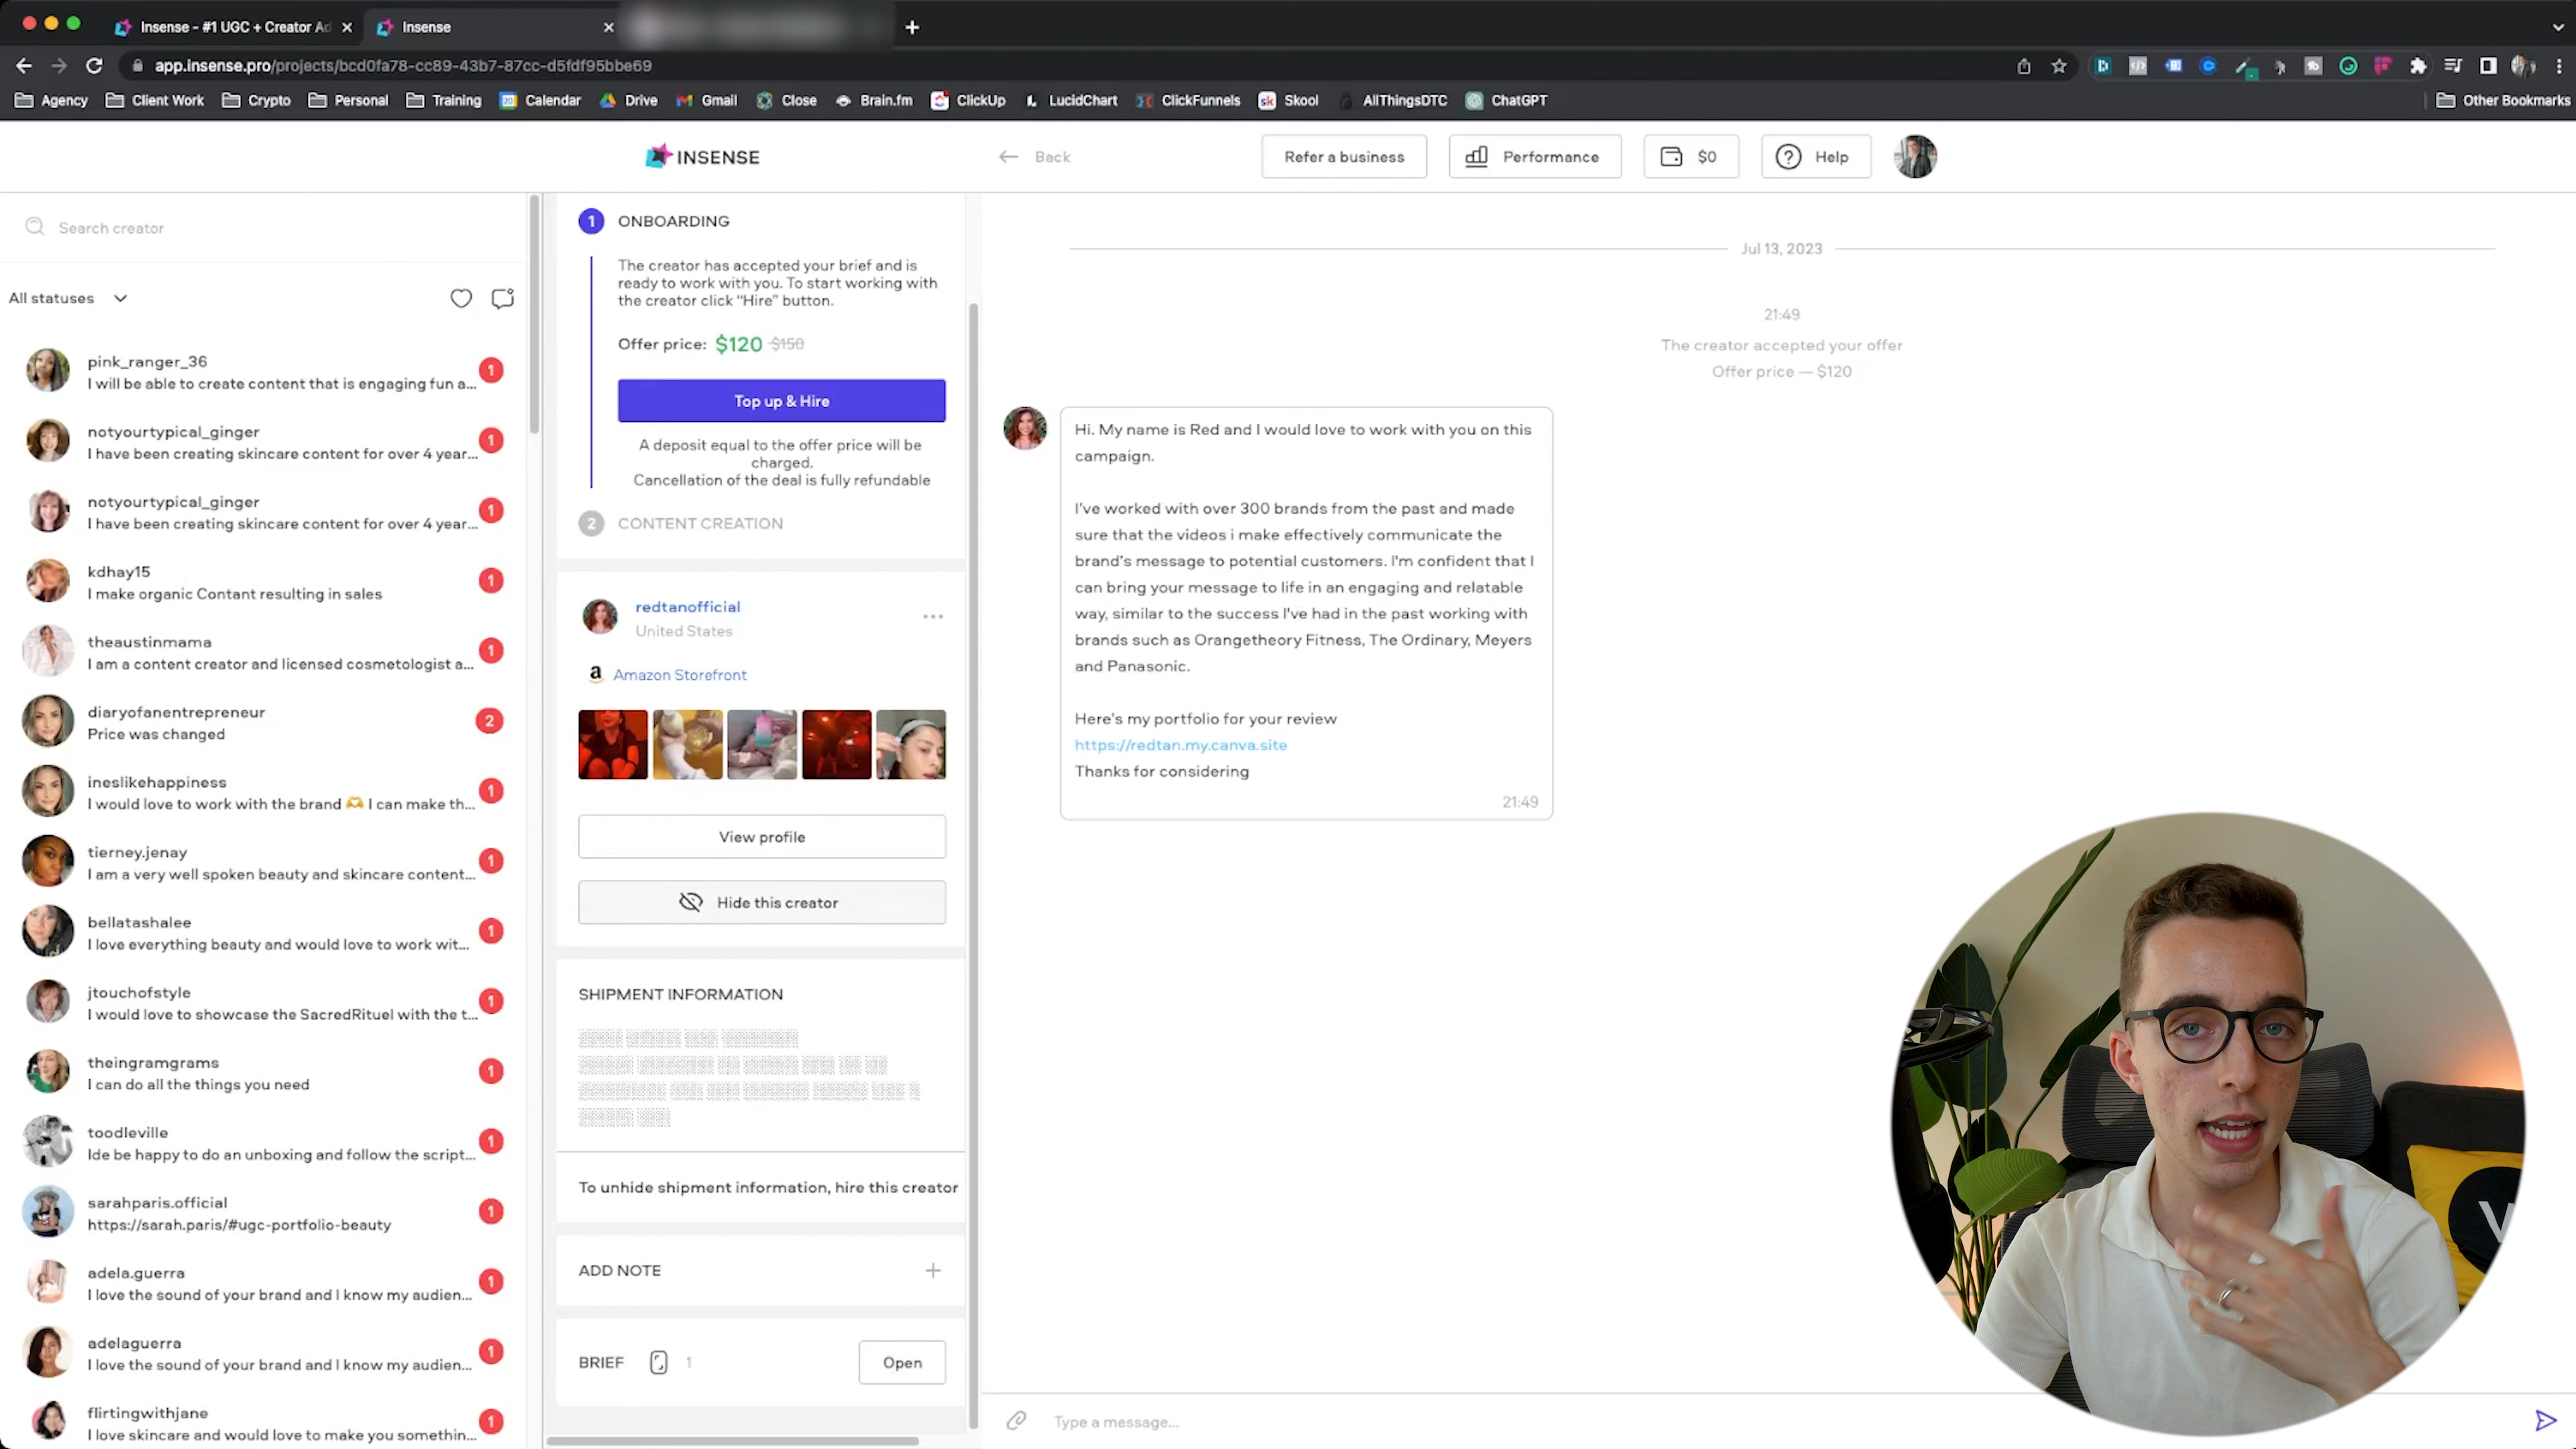 Insense - #1 UGC + Creator Ad
Insense
app.insense.pro/projects/bcd0fa78-cc89-43b7-87cc-d5fdf95bbe69
Agency
Client Work
Crypto
Personal
Training
Calendar
Drive
Gmail
Close
Brain.fm
ClickUp
LucidChart
ClickFunnels
Skool
AllThingsDTC
ChatGPT
Other Bookmarks
INSENSE
Back
Refer a business
Performance
$0
Help
Search creator
All statuses
pink_ranger_36
I will be able to create content that is engaging fun a...
1
notyourtypical_ginger
I have been creating skincare content for over 4 year...
1
notyourtypical_ginger
I have been creating skincare content for over 4 year...
1
kdhay15
I make organic Contant resulting in sales
1
theaustinmama
I am a content creator and licensed cosmetologist a...
1
diaryofanentrepreneur
Price was changed
2
ineslikehappiness
I would love to work with the brand 🫶 I can make th...
1
tierney.jenay
I am a very well spoken beauty and skincare content...
1
bellatashalee
I love everything beauty and would love to work wit...
1
jtouchofstyle
I would love to showcase the SacredRituel with the t...
1
theingramgrams
I can do all the things you need
1
toodleville
Ide be happy to do an unboxing and follow the script...
1
sarahparis.official
https://sarah.paris/#ugc-portfolio-beauty
1
adela.guerra
I love the sound of your brand and I know my audien...
1
adelaguerra
I love the sound of your brand and I know my audien...
1
flirtingwithjane
I love skincare and would love to make you somethin...
1
1 ONBOARDING
The creator has accepted your brief and is
ready to work with you. To start working with
the creator click "Hire" button.
Offer price: $120 $150
Top up & Hire
A deposit equal to the offer price will be
charged.
Cancellation of the deal is fully refundable
2 CONTENT CREATION
redtanofficial
United States
Amazon Storefront
View profile
Hide this creator
SHIPMENT INFORMATION
To unhide shipment information, hire this creator
ADD NOTE
BRIEF 1
Open
Jul 13, 2023
21:49
The creator accepted your offer
Offer price — $120
Hi. My name is Red and I would love to work with you on this
campaign.
I've worked with over 300 brands from the past and made
sure that the videos i make effectively communicate the
brand's message to potential customers. I'm confident that I
can bring your message to life in an engaging and relatable
way, similar to the success I've had in the past working with
brands such as Orangetheory Fitness, The Ordinary, Meyers
and Panasonic.
Here's my portfolio for your review
https://redtan.my.canva.site
Thanks for considering
21:49
Type a message...